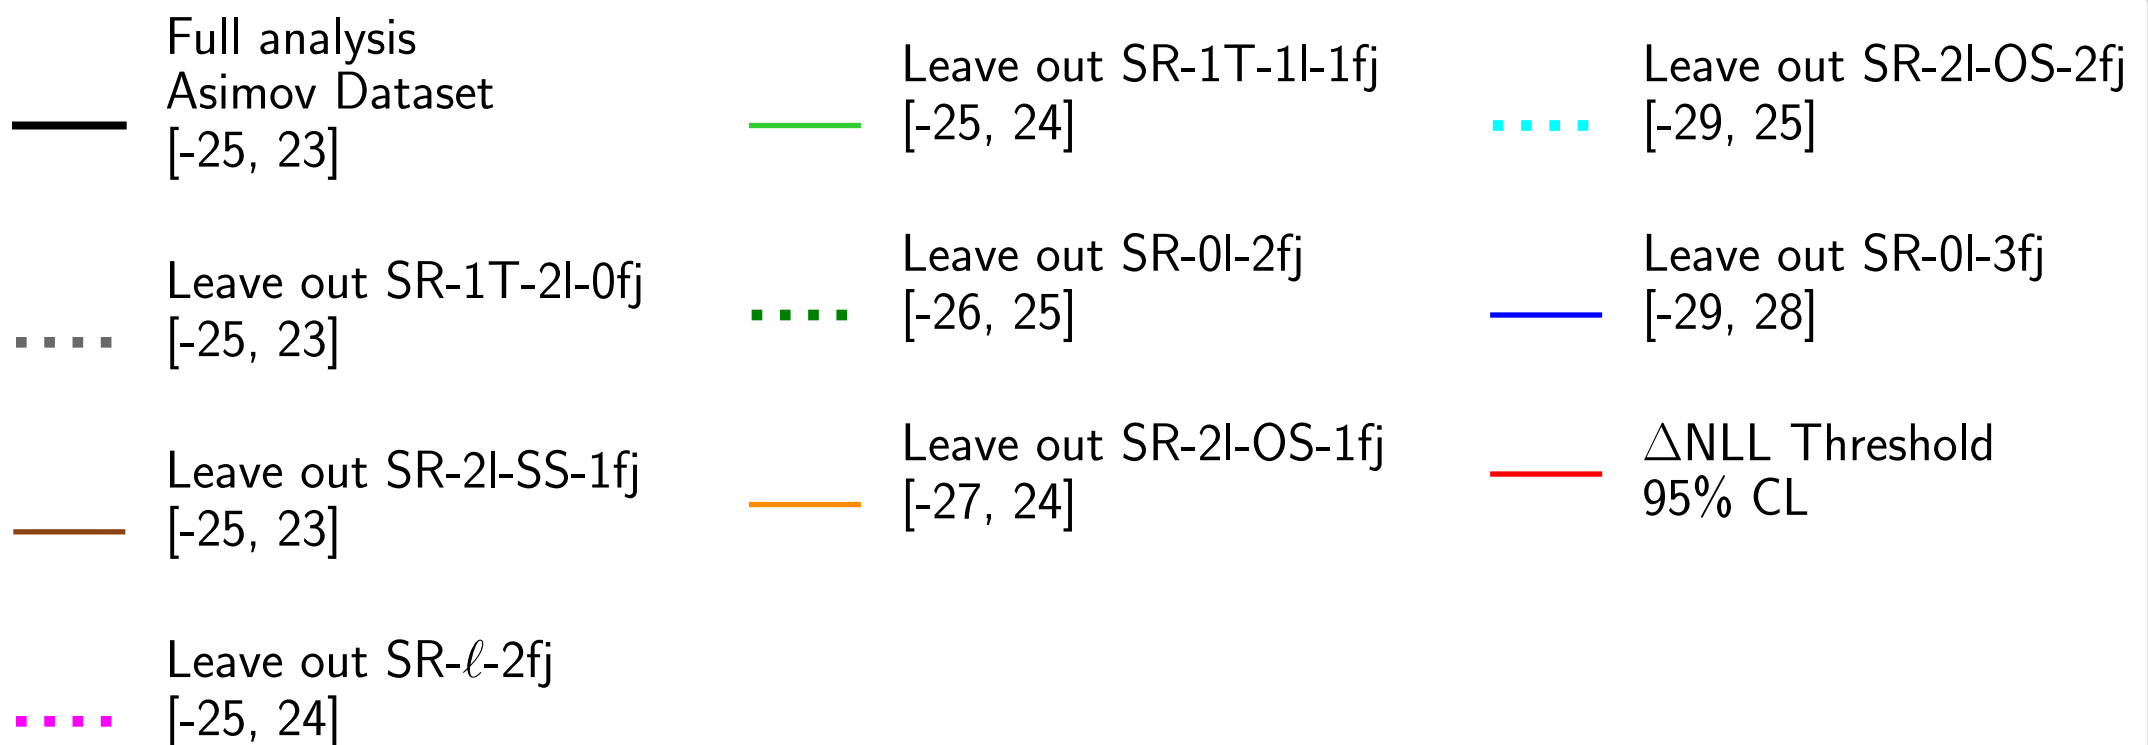 Full analysis
Asimov Dataset
[-25, 23]
Leave out SR-1T-2l-0fj
[-25, 23]
Leave out SR-2l-SS-1fj
[-25, 23]
Leave out SR-ℓ-2fj
[-25, 24]
Leave out SR-1T-1l-1fj
[-25, 24]
Leave out SR-0l-2fj
[-26, 25]
Leave out SR-2l-OS-1fj
[-27, 24]
Leave out SR-2l-OS-2fj
[-29, 25]
Leave out SR-0l-3fj
[-29, 28]
ΔNLL Threshold
95% CL